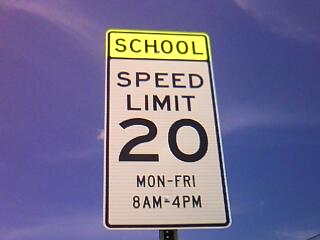 SCHOOL
SPEED
LIMIT
20
MON-FRI
8AM-4PM